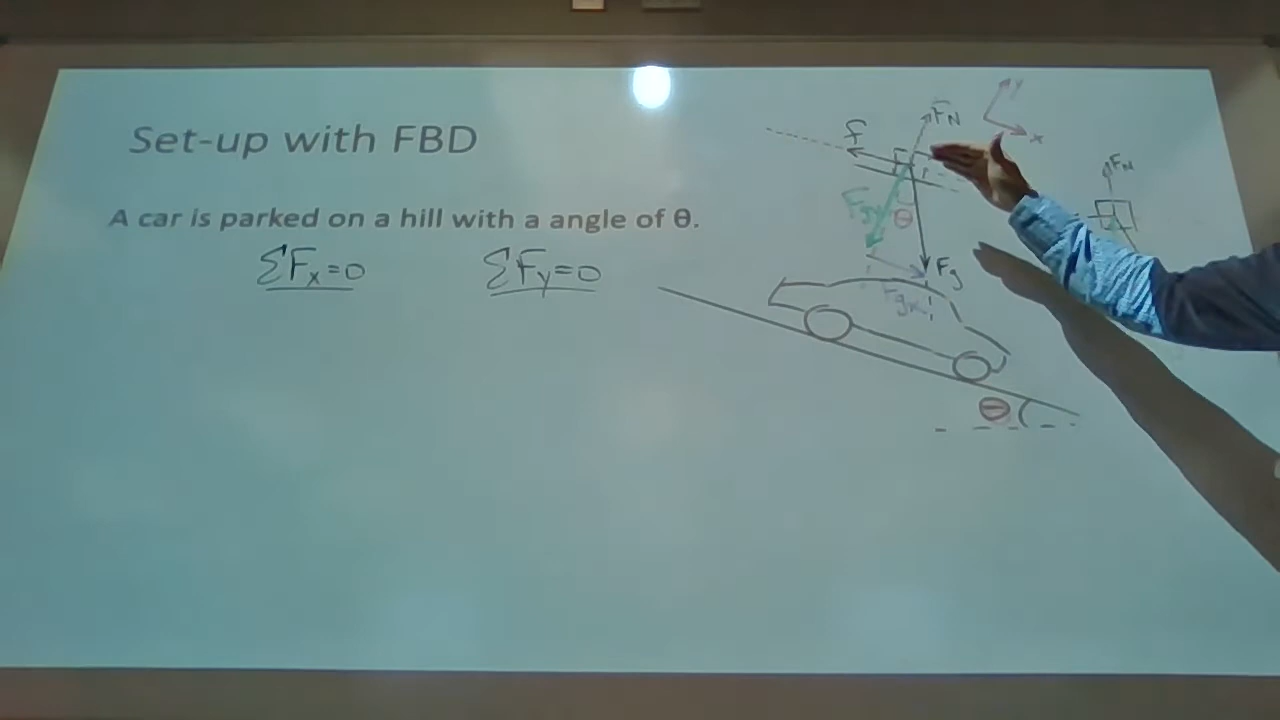 Set-up with FBD
A car is parked on a hill with a angle of θ.
ΣFx=0
ΣFy=0
y
x
FN
f
Fgy
θ
Fg
Fgx
θ
FN